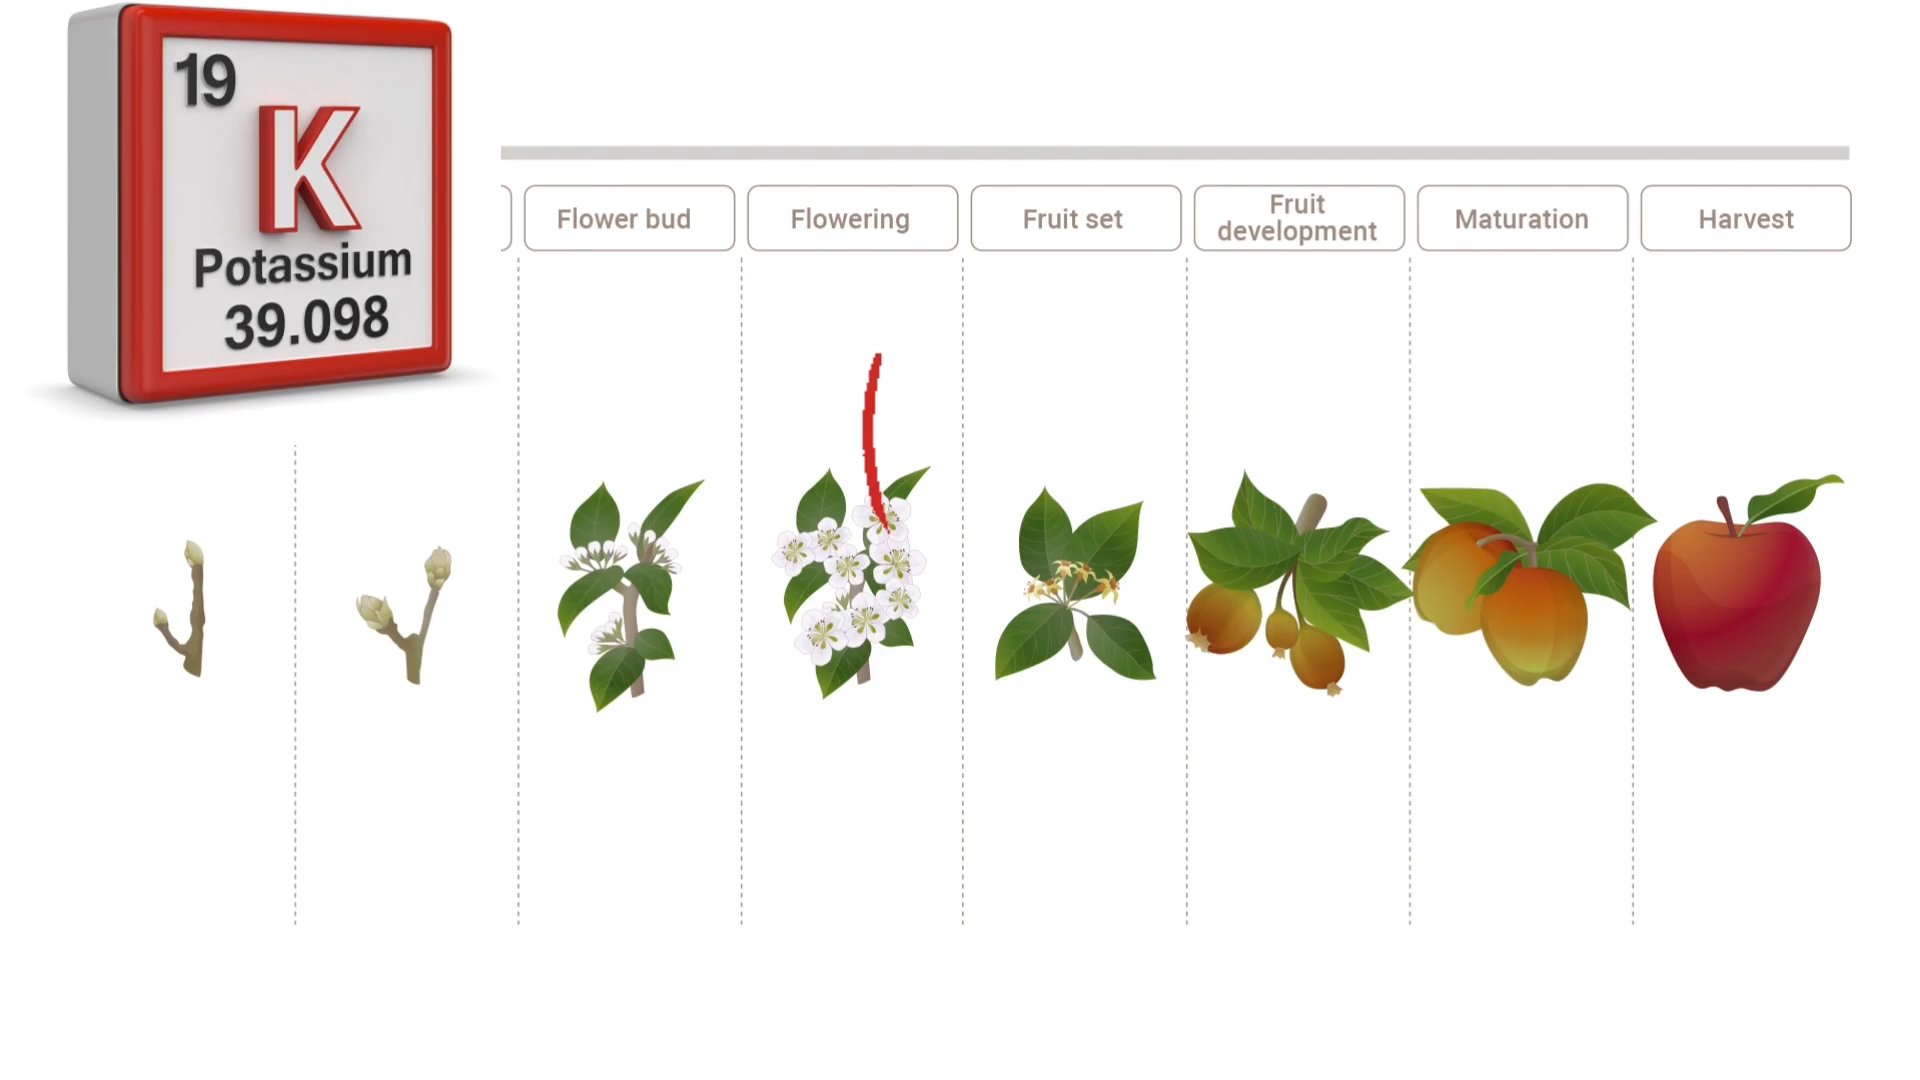 19
K
Potassium
39.098
Flower bud
Flowering
Fruit set
Fruit
development
Maturation
Harvest